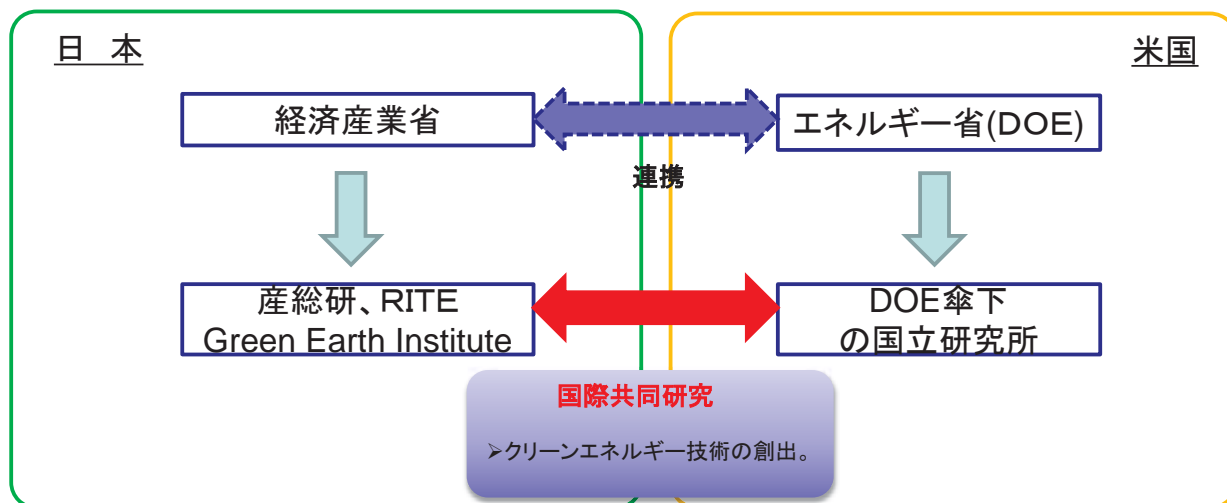 日 本
米国
経済産業省
エネルギー省(DOE)
連携
産総研、RITE
Green Earth Institute
DOE傘下
の国立研究所
国際共同研究
➢クリーンエネルギー技術の創出。